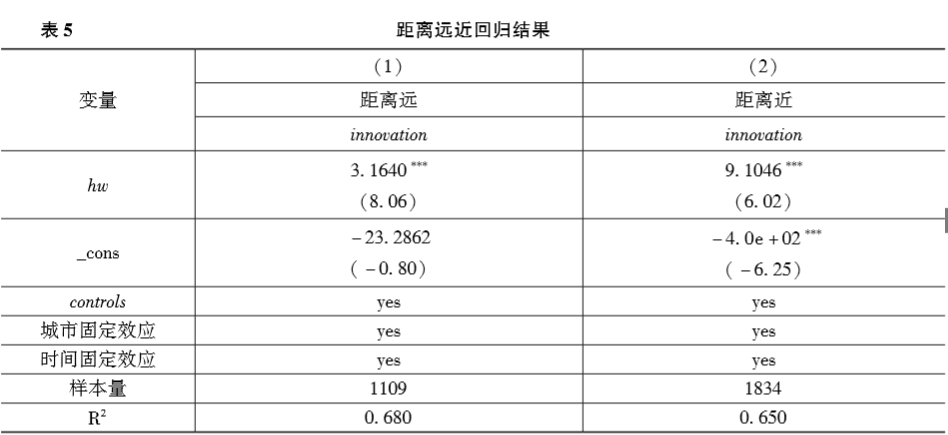 表 5 距离远近回归结果
变量 (1) (2)
距离远 距离近
innovation innovation
hw 3. 1640 *** 9. 1046 ***
(8. 06) (6. 02)
_cons -23. 2862 -4. 0e +02 ***
( -0. 80) ( -6. 25)
controls yes yes
城市固定效应 yes yes
时间固定效应 yes yes
样本量 1109 1834
R² 0. 680 0. 650